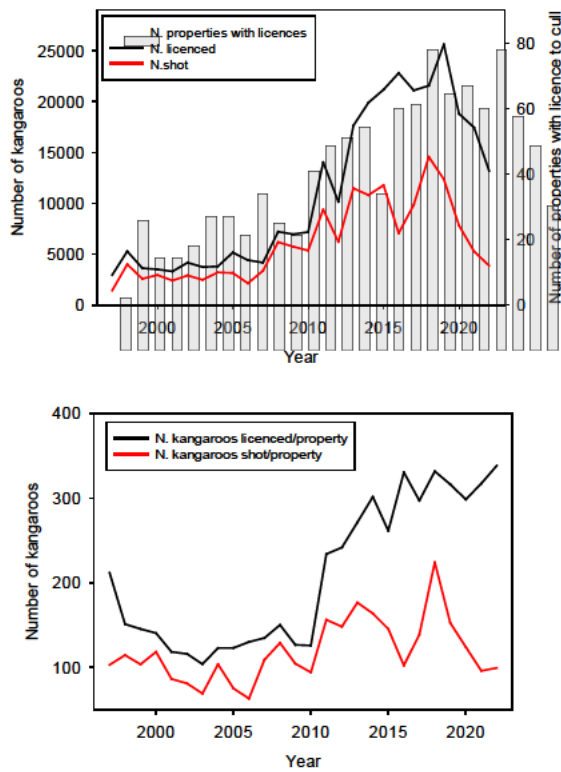 N. properties with licences
N. licenced
N.shot
Number of kangaroos
25000
20000
15000
10000
5000
0
80
60
40
20
0
Number of properties with licence to cull
2000 2005 2010 2015 2020
Year
400
300
200
100
N. kangaroos licenced/property
N. kangaroos shot/property
Number of kangaroos
2000 2005 2010 2015 2020
Year